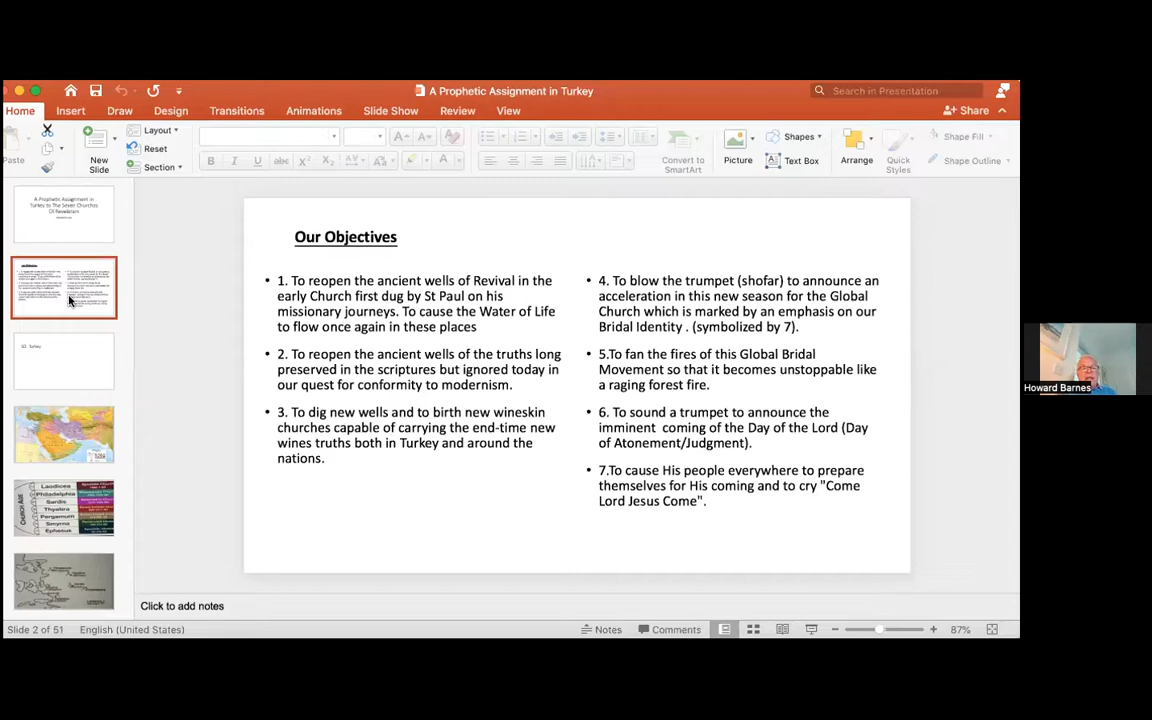 A Prophetic Assignment in Turkey
Search in Presentation
Home
Insert
Draw
Design
Transitions
Animations
Slide Show
Review
View
Share
Paste
New
Slide
Layout
Reset
Section
Convert to
SmartArt
Picture
Shapes
Text Box
Arrange
Quick
Styles
Shape Fill
Shape Outline
A Prophetic Assignment in
Turkey to The Seven Churches
Of Revelation
Laodicea
Philadelphia
Sardis
Thyatira
Pergamum
Smyrna
Ephesus
CHURCH AGE
Our Objectives
• 1. To reopen the ancient wells of Revival in the
early Church first dug by St Paul on his
missionary journeys. To cause the Water of Life
to flow once again in these places
• 2. To reopen the ancient wells of the truths long
preserved in the scriptures but ignored today in
our quest for conformity to modernism.
• 3. To dig new wells and to birth new wineskin
churches capable of carrying the end-time new
wines truths both in Turkey and around the
nations.
• 4. To blow the trumpet (shofar) to announce an
acceleration in this new season for the Global
Church which is marked by an emphasis on our
Bridal Identity . (symbolized by 7).
• 5.To fan the fires of this Global Bridal
Movement so that it becomes unstoppable like
a raging forest fire.
• 6. To sound a trumpet to announce the
imminent  coming of the Day of the Lord (Day
of Atonement/Judgment).
• 7.To cause His people everywhere to prepare
themselves for His coming and to cry "Come
Lord Jesus Come".
Howard Barnes
Click to add notes
Slide 2 of 51
English (United States)
Notes
Comments
87%